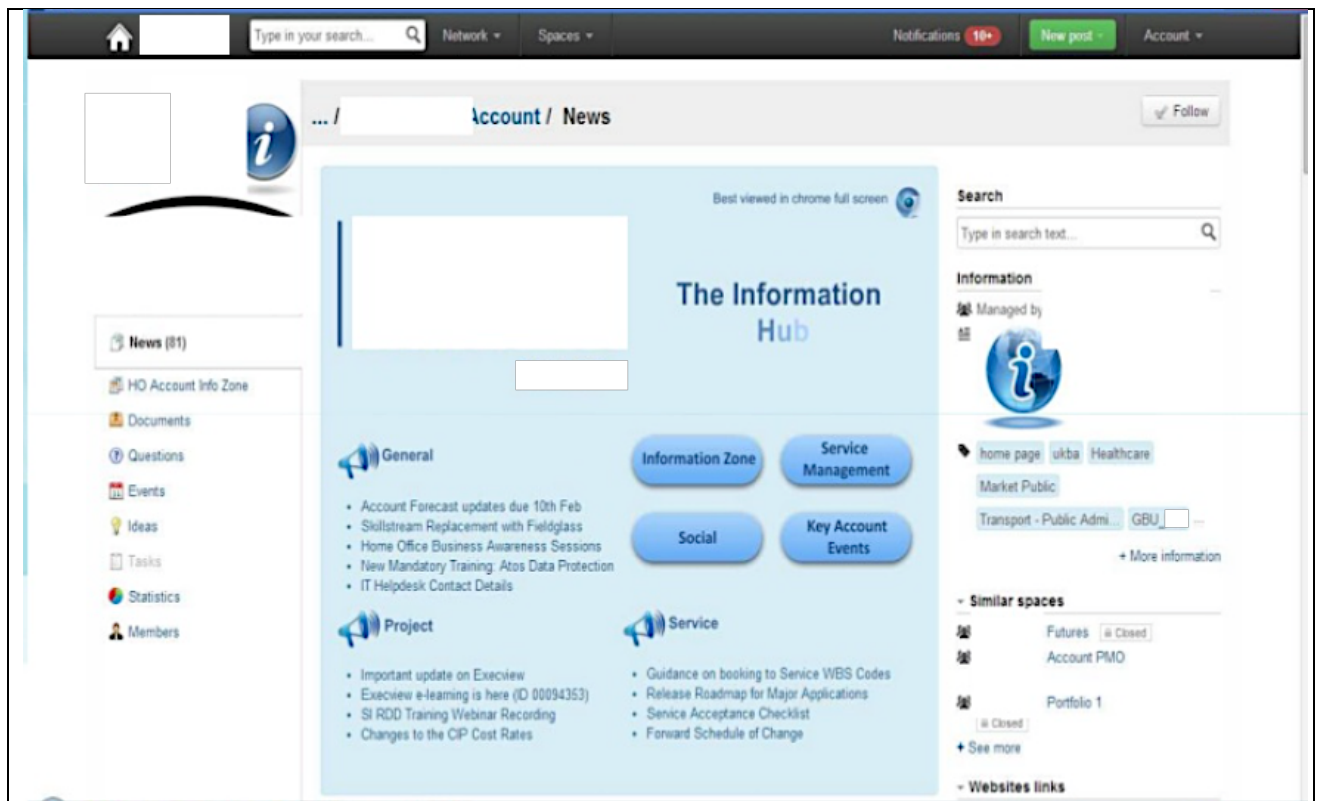 Type in your search... Network Spaces Notifications 10+ New post Account
... / Account / News
Follow
Best viewed in chrome full screen
The Information
Hub
News (81)
HO Account Info Zone
Documents
Questions
Events
Ideas
Tasks
Statistics
Members
General
• Account Forecast updates due 10th Feb
• Skillstream Replacement with Fieldglass
• Home Office Business Awareness Sessions
• New Mandatory Training: Atos Data Protection
• IT Helpdesk Contact Details
Information Zone
Service
Management
Social
Key Account
Events
Project
• Important update on Execview
• Execview e-learning is here (ID 00094353)
• SI RDD Training Webinar Recording
• Changes to the CIP Cost Rates
Service
• Guidance on booking to Service WBS Codes
• Release Roadmap for Major Applications
• Service Acceptance Checklist
• Forward Schedule of Change
Search
Type in search text...
Information
Managed by
home page ukba Healthcare
Market Public
Transport - Public Admi... GBU_ ...
+ More information
Similar spaces
Futures Closed
Account PMO
Portfolio 1
Closed
+ See more
Websites links